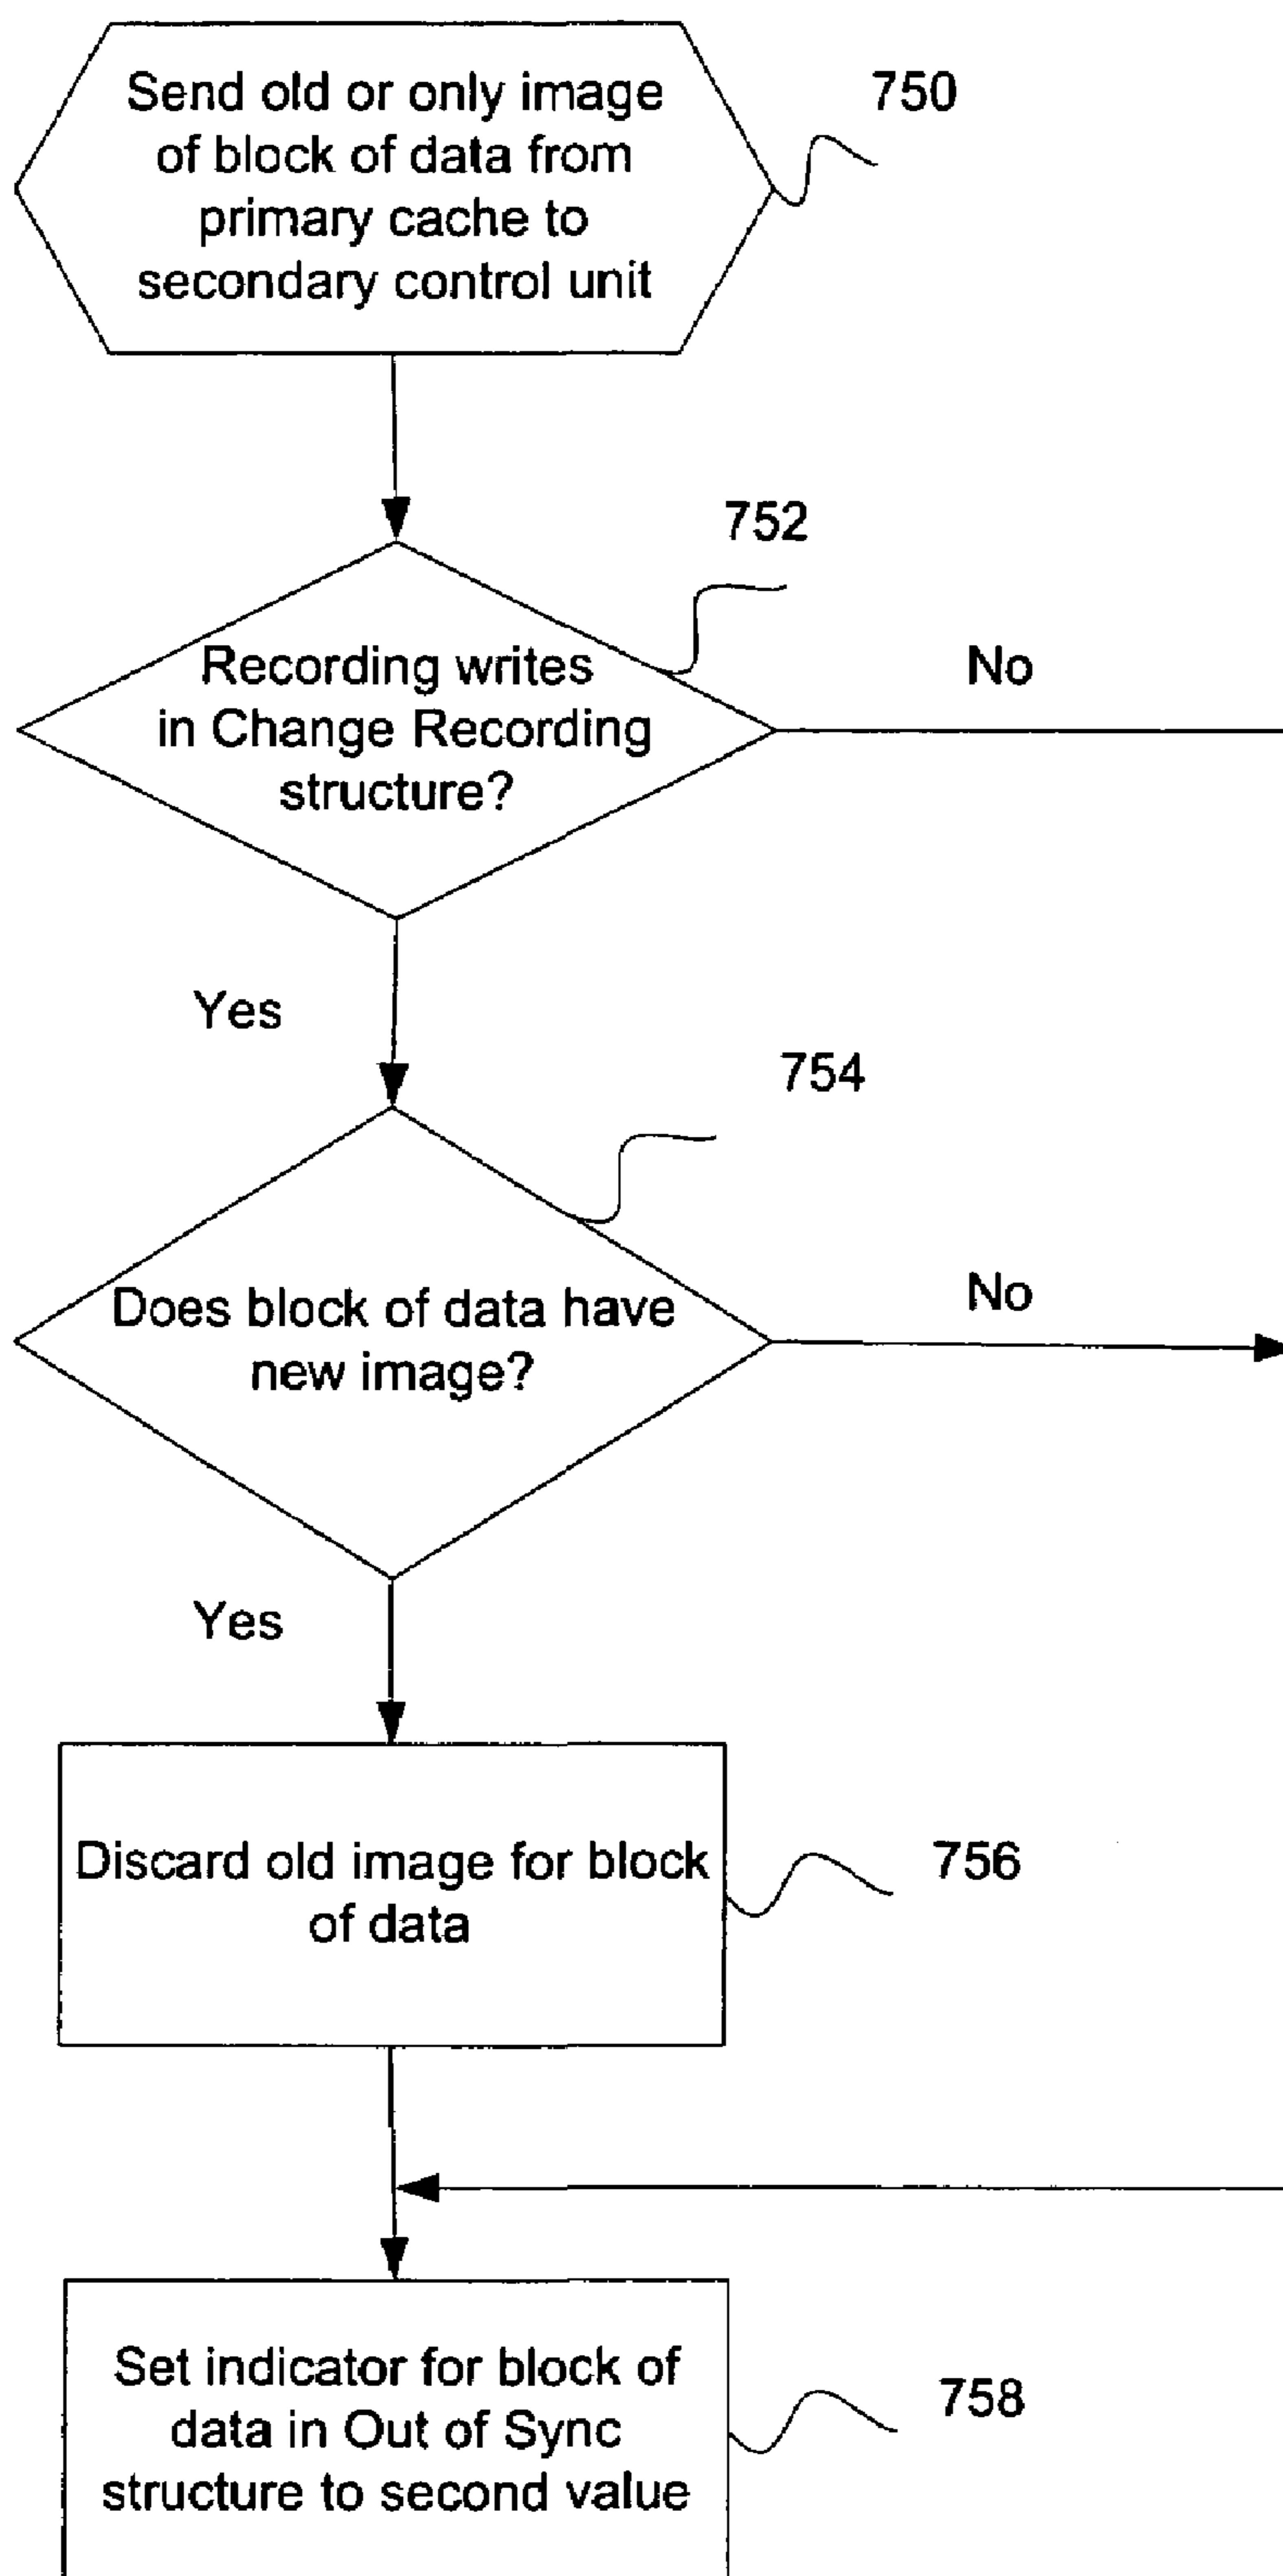 Send old or only image
of block of data from
primary cache to
secondary control unit
750
752
Recording writes
in Change Recording
structure?
No
Yes
754
Does block of data have
new image?
No
Yes
Discard old image for block
of data
756
Set indicator for block of
data in Out of Sync
structure to second value
758